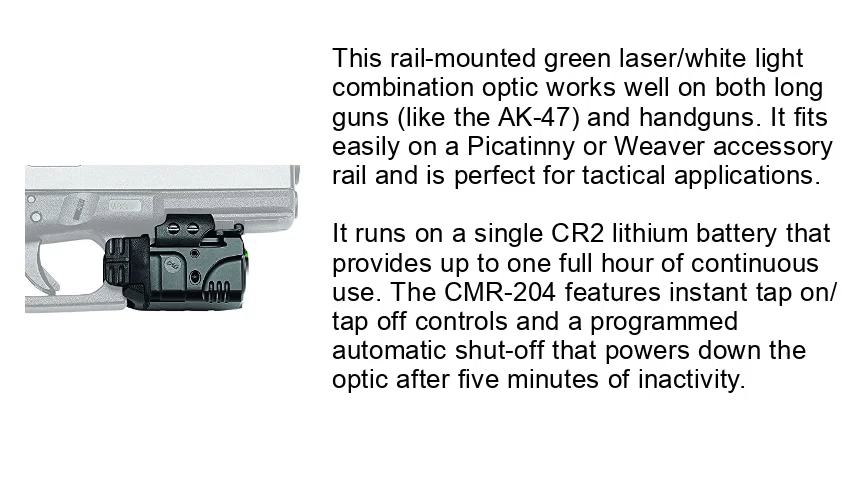 This rail-mounted green laser/white light
combination optic works well on both long
guns (like the AK-47) and handguns. It fits
easily on a Picatinny or Weaver accessory
rail and is perfect for tactical applications.
It runs on a single CR2 lithium battery that
provides up to one full hour of continuous
use. The CMR-204 features instant tap on/
tap off controls and a programmed
automatic shut-off that powers down the
optic after five minutes of inactivity.